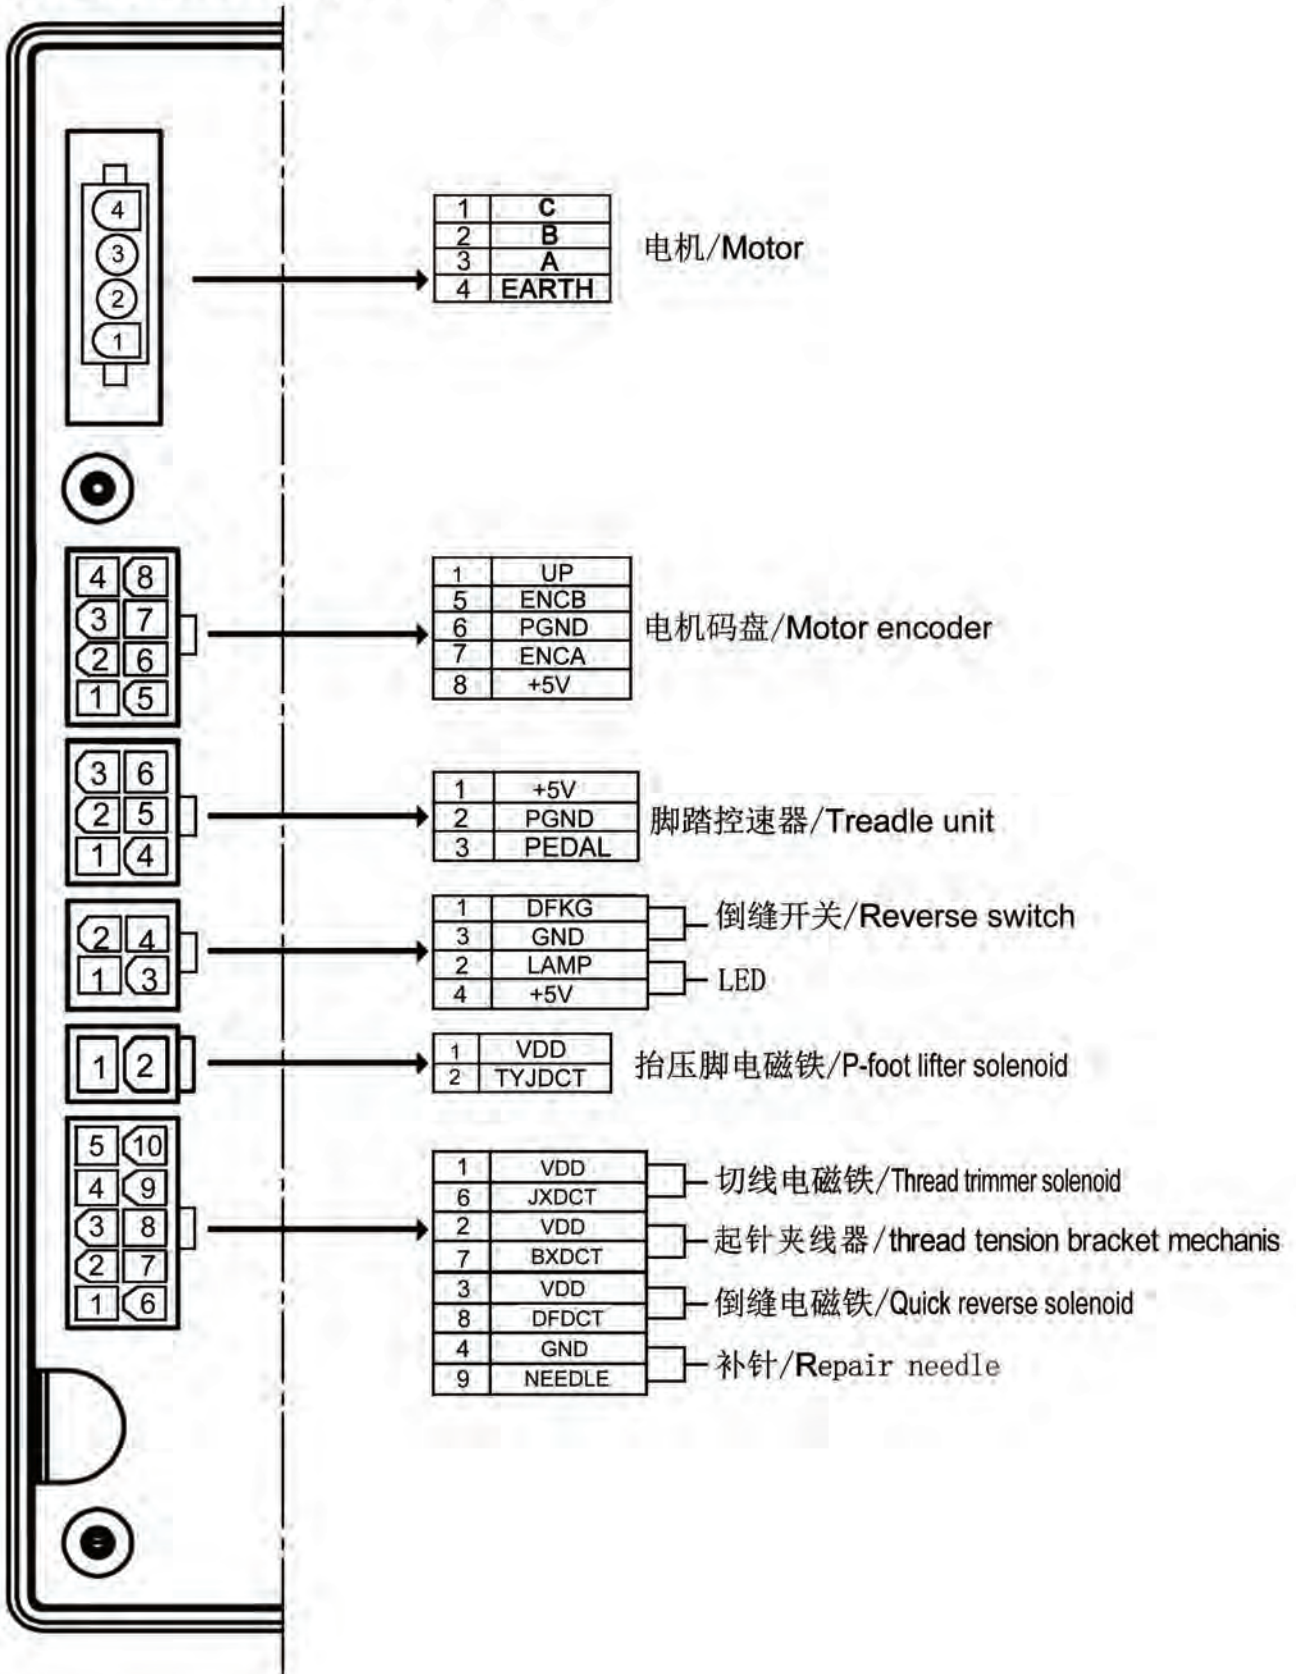 4
3
2
1
1 C
2 B
3 A
4 EARTH
电机/Motor
4 8
3 7
2 6
1 5
1 UP
5 ENCB
6 PGND
7 ENCA
8 +5V
电机码盘/Motor encoder
3 6
2 5
1 4
1 +5V
2 PGND
3 PEDAL
脚踏控速器/Treadle unit
2 4
1 3
1 DFKG
3 GND
2 LAMP
4 +5V
倒缝开关/Reverse switch
LED
1 2
1 VDD
2 TYJDCT
抬压脚电磁铁/P-foot lifter solenoid
5 10
4 9
3 8
2 7
1 6
1 VDD
6 JXDCT
2 VDD
7 BXDCT
3 VDD
8 DFDCT
4 GND
9 NEEDLE
切线电磁铁/Thread trimmer solenoid
起针夹线器/thread tension bracket mechanis
倒缝电磁铁/Quick reverse solenoid
补针/Repair needle